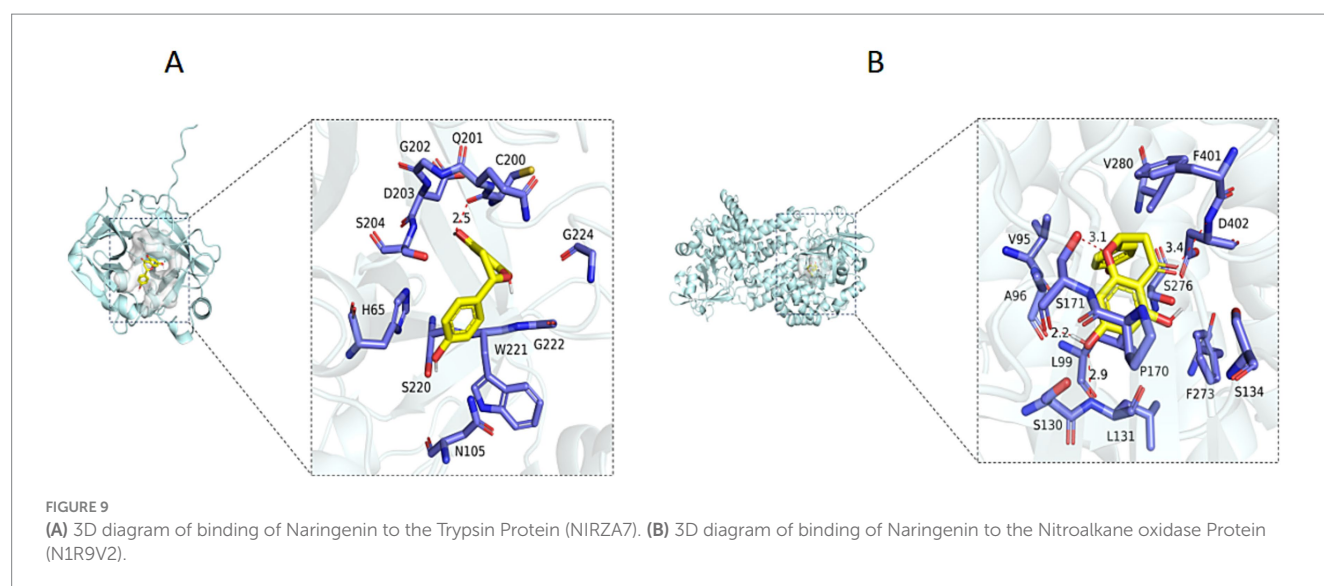 A
B
G202
Q201
C200
D203
2.5
S204
G224
H65
W221
G222
S220
N105
V280
F401
V95
3.1
D402
3.4
A96
S171
S276
2.2
L99
2.9
P170
F273
S134
S130
L131
FIGURE 9
(A) 3D diagram of binding of Naringenin to the Trypsin Protein (NIRZA7). (B) 3D diagram of binding of Naringenin to the Nitroalkane oxidase Protein
(N1R9V2).